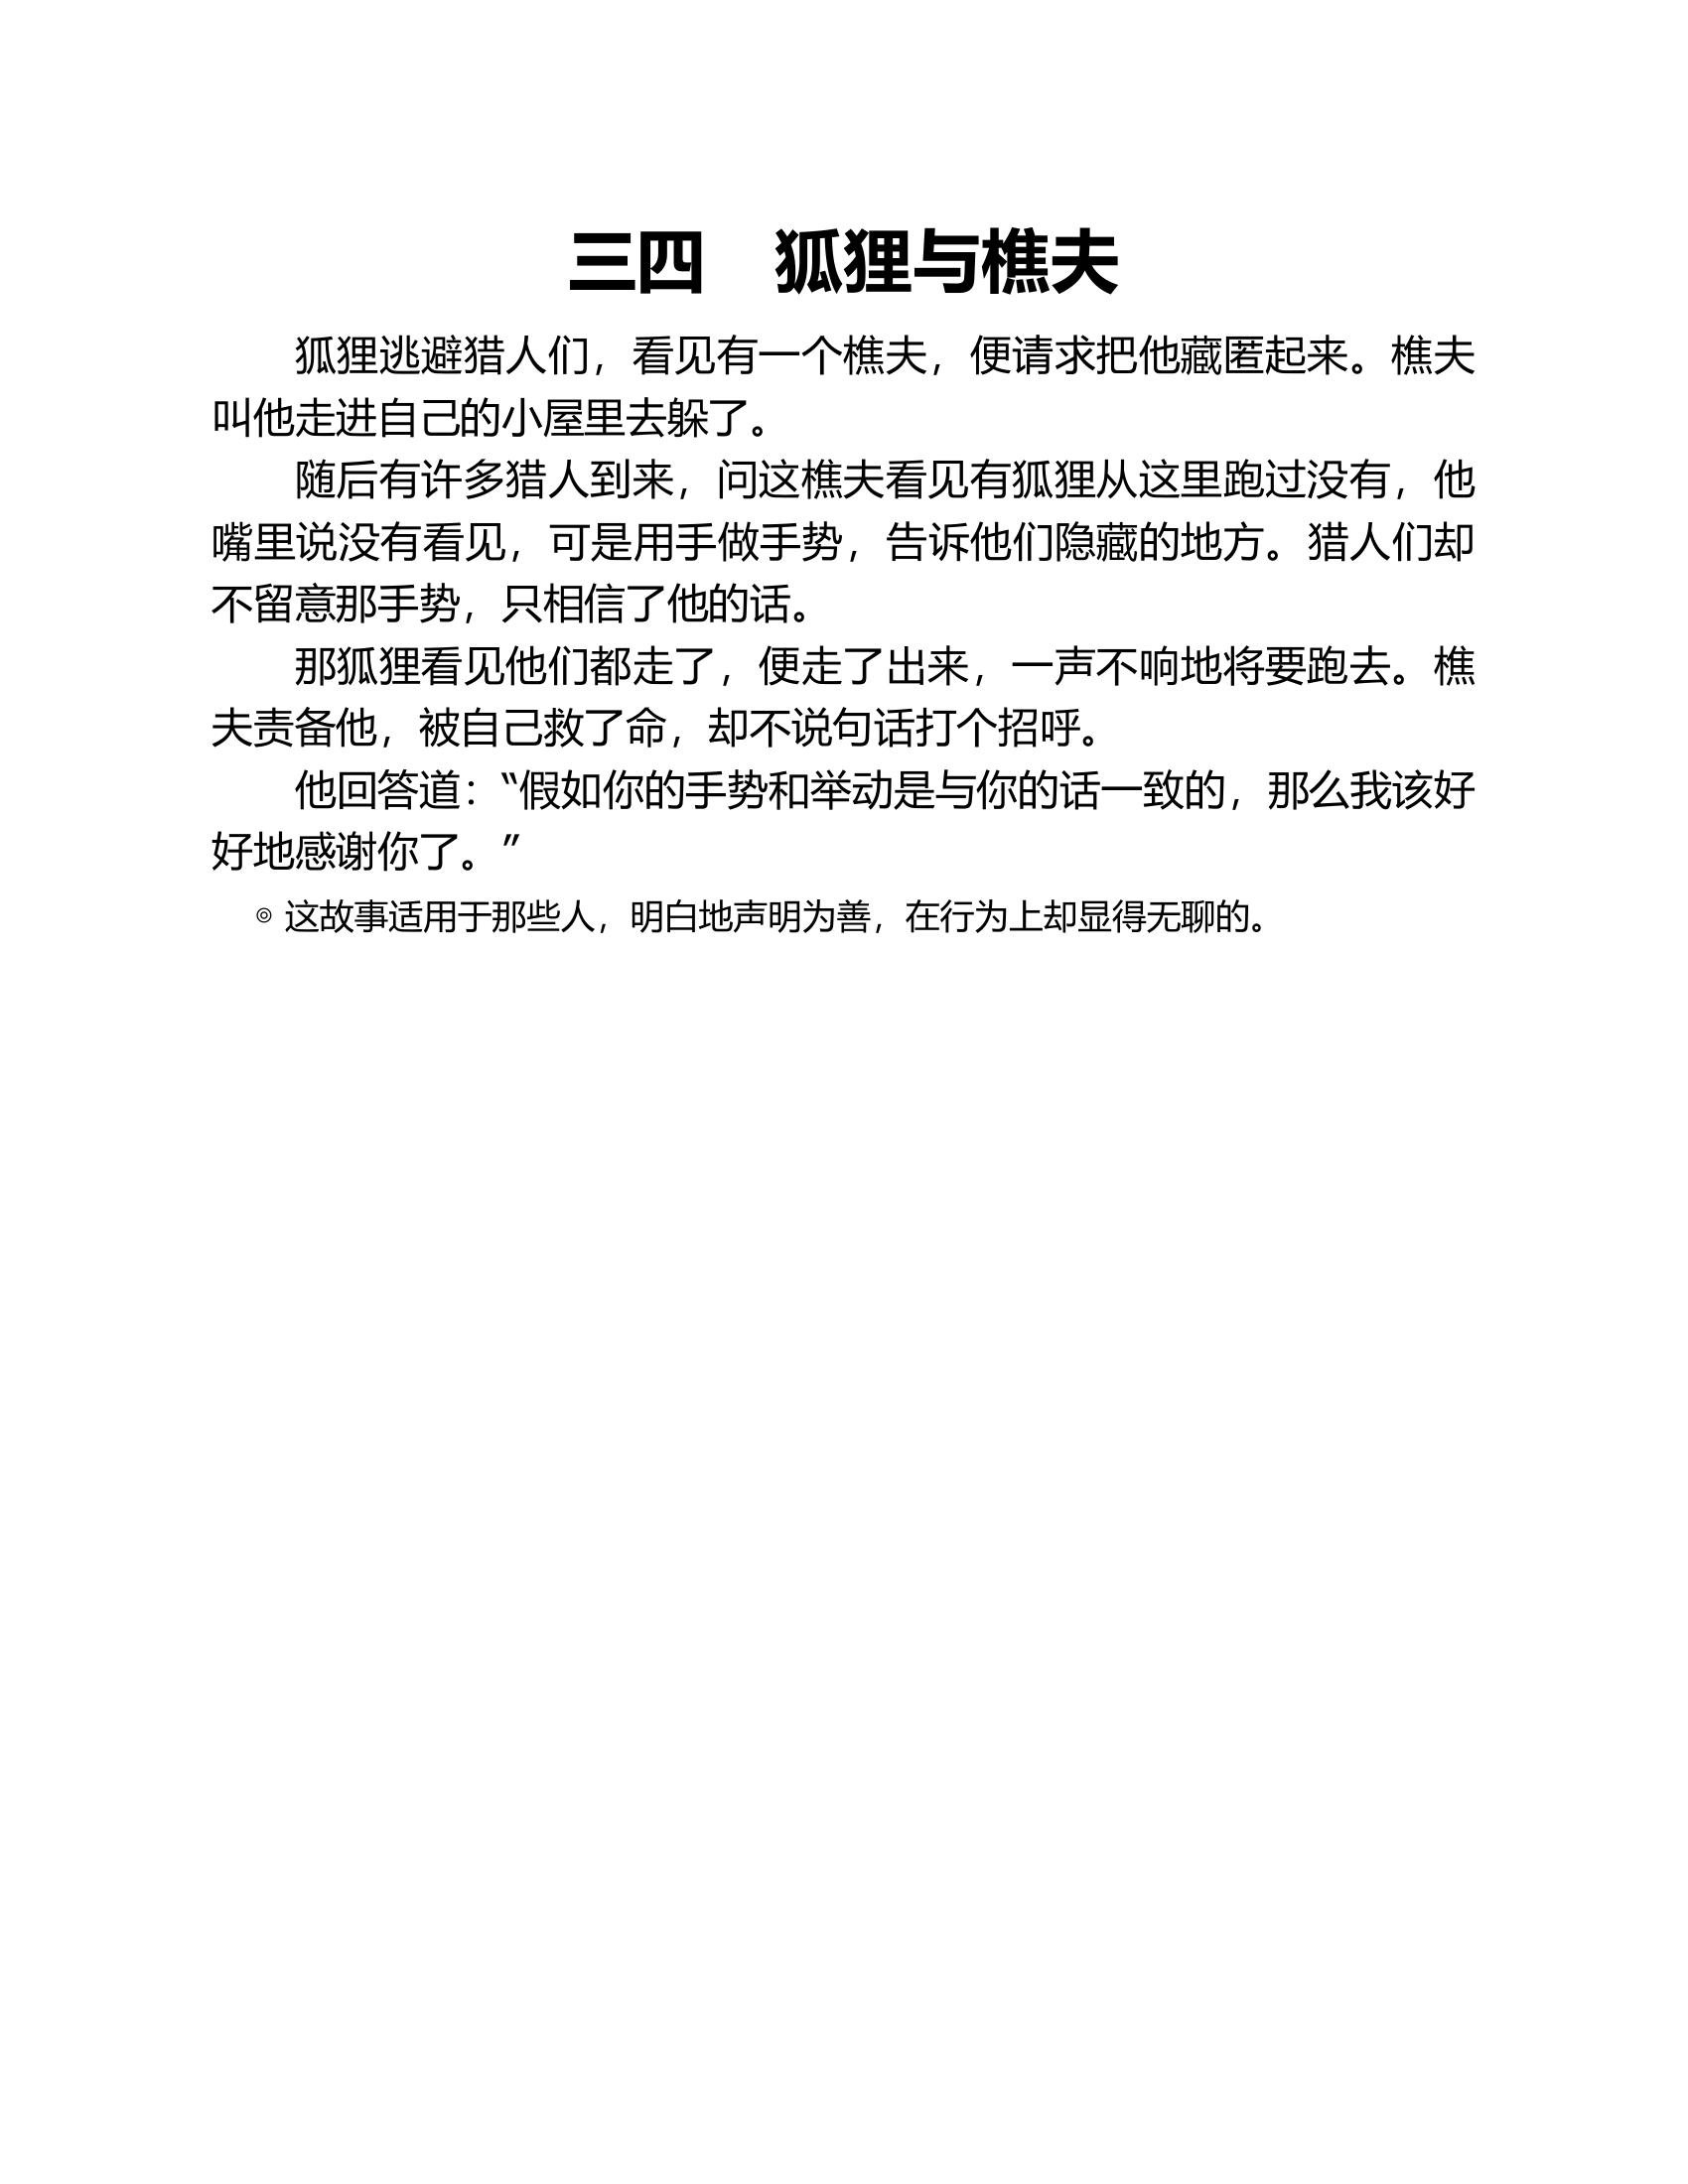 三四　狐狸与樵夫
狐狸逃避猎人们，看见有一个樵夫，便请求把他藏匿起来。樵夫
叫他走进自己的小屋里去躲了。
随后有许多猎人到来，问这樵夫看见有狐狸从这里跑过没有，他
嘴里说没有看见，可是用手做手势，告诉他们隐藏的地方。猎人们却
不留意那手势，只相信了他的话。
那狐狸看见他们都走了，便走了出来，一声不响地将要跑去。樵
夫责备他，被自己救了命，却不说句话打个招呼。
他回答道：“假如你的手势和举动是与你的话一致的，那么我该好
好地感谢你了。”
◎ 这故事适用于那些人，明白地声明为善，在行为上却显得无聊的。